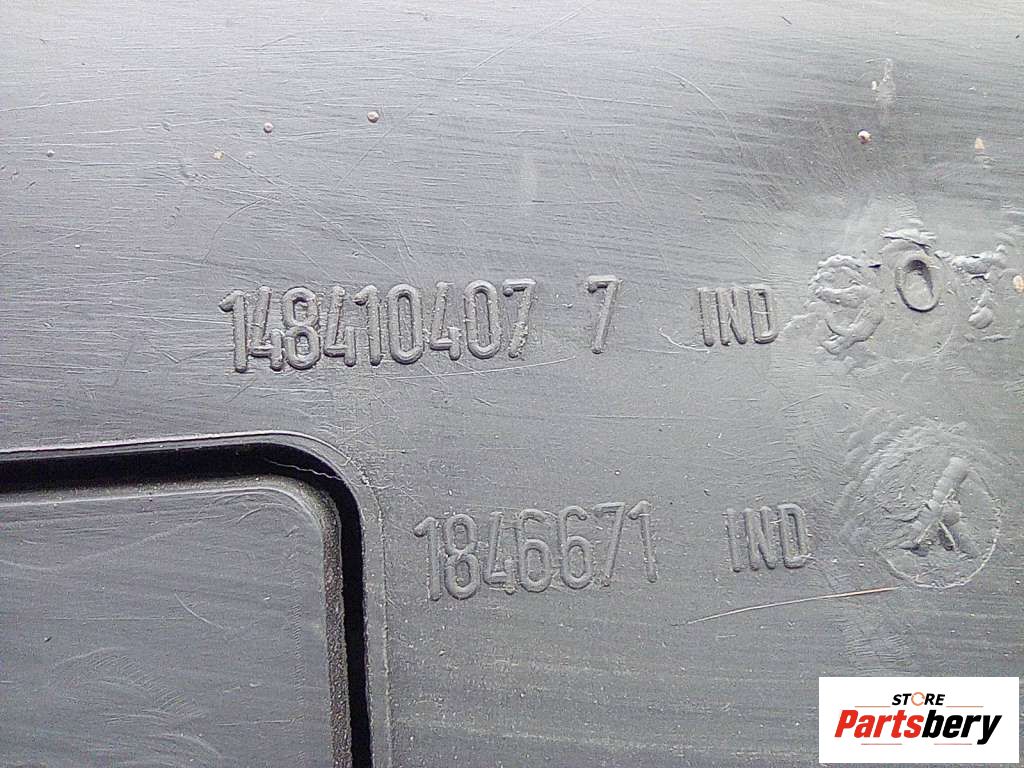 148410407 7 IND O
1846671 IND
STORE
Partsbery